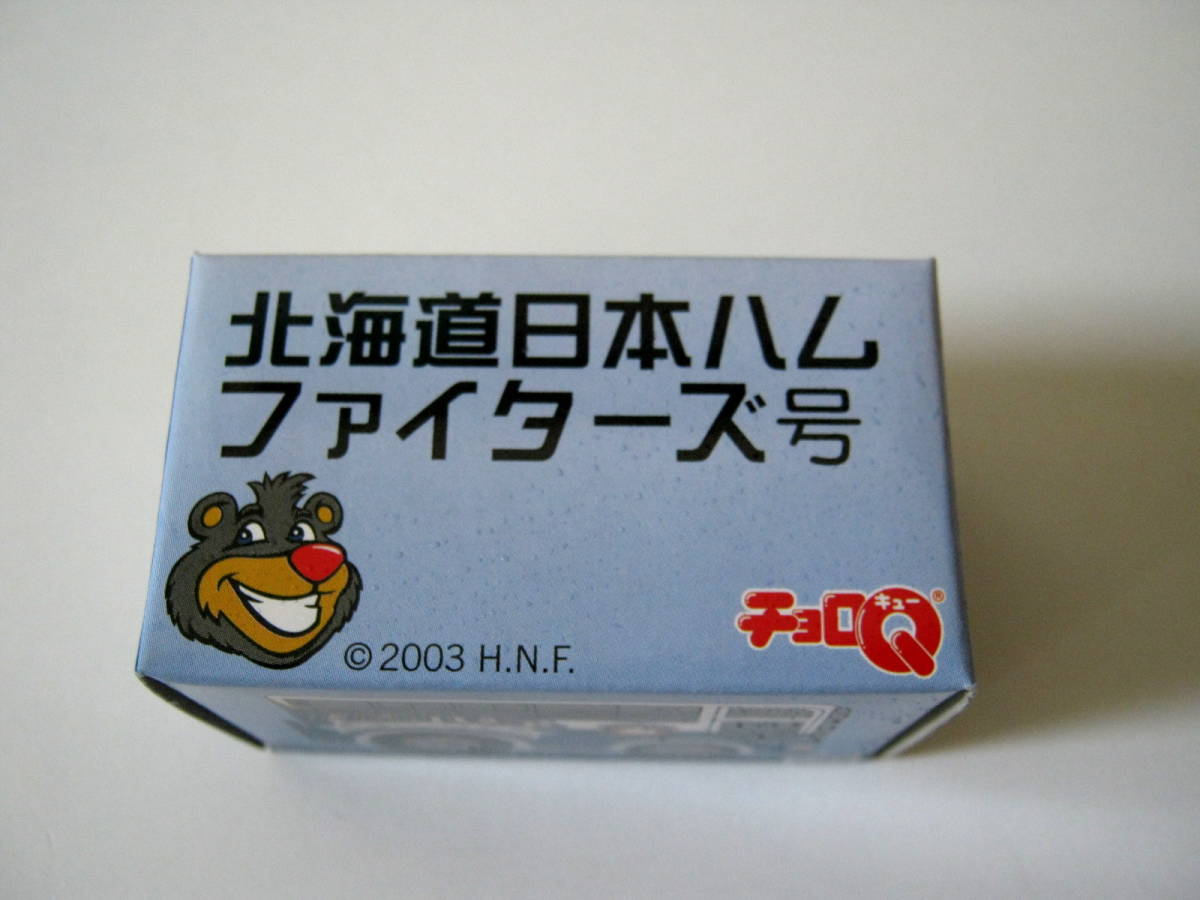 北海道日本ハム
ファイターズ号
© 2003 H.N.F.
チョロQ®
キュー